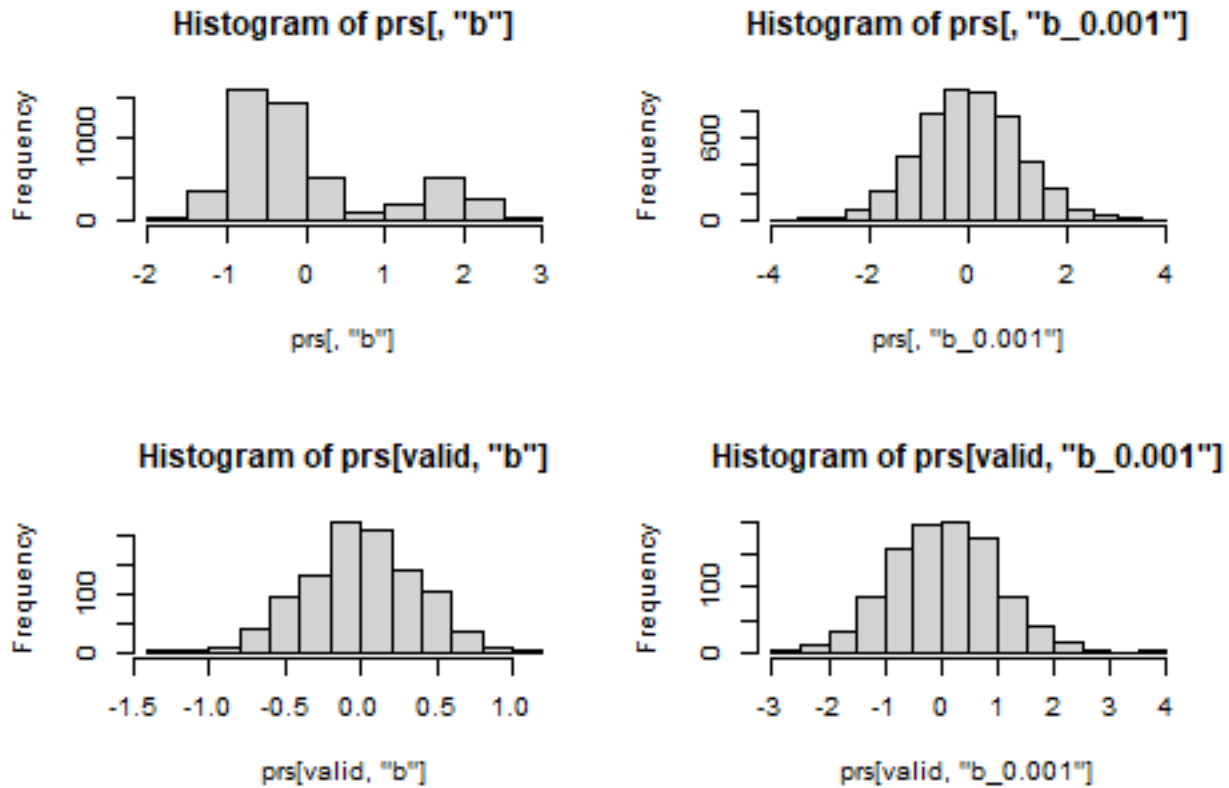 Histogram of prs[, "b"]
Frequency
1000
0
-2 -1 0 1 2 3
prs[, "b"]
Histogram of prs[, "b_0.001"]
Frequency
600
0
-4 -2 0 2 4
prs[, "b_0.001"]
Histogram of prs[valid, "b"]
Frequency
100
0
-1.5 -1.0 -0.5 0.0 0.5 1.0
prs[valid, "b"]
Histogram of prs[valid, "b_0.001"]
Frequency
100
0
-3 -2 -1 0 1 2 3 4
prs[valid, "b_0.001"]